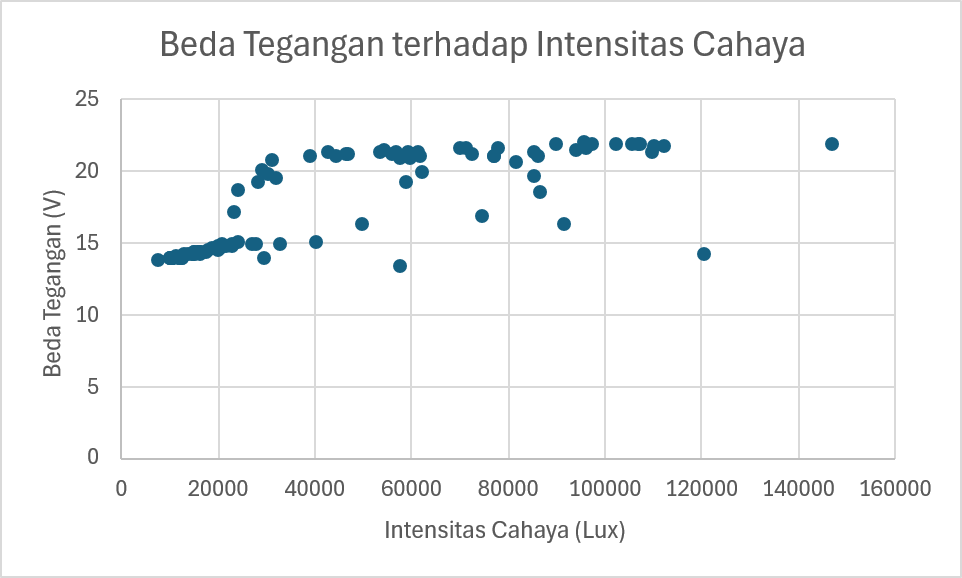 Beda Tegangan terhadap Intensitas Cahaya
Beda Tegangan (V)
25
20
15
10
5
0
0 20000 40000 60000 80000 100000 120000 140000 160000
Intensitas Cahaya (Lux)